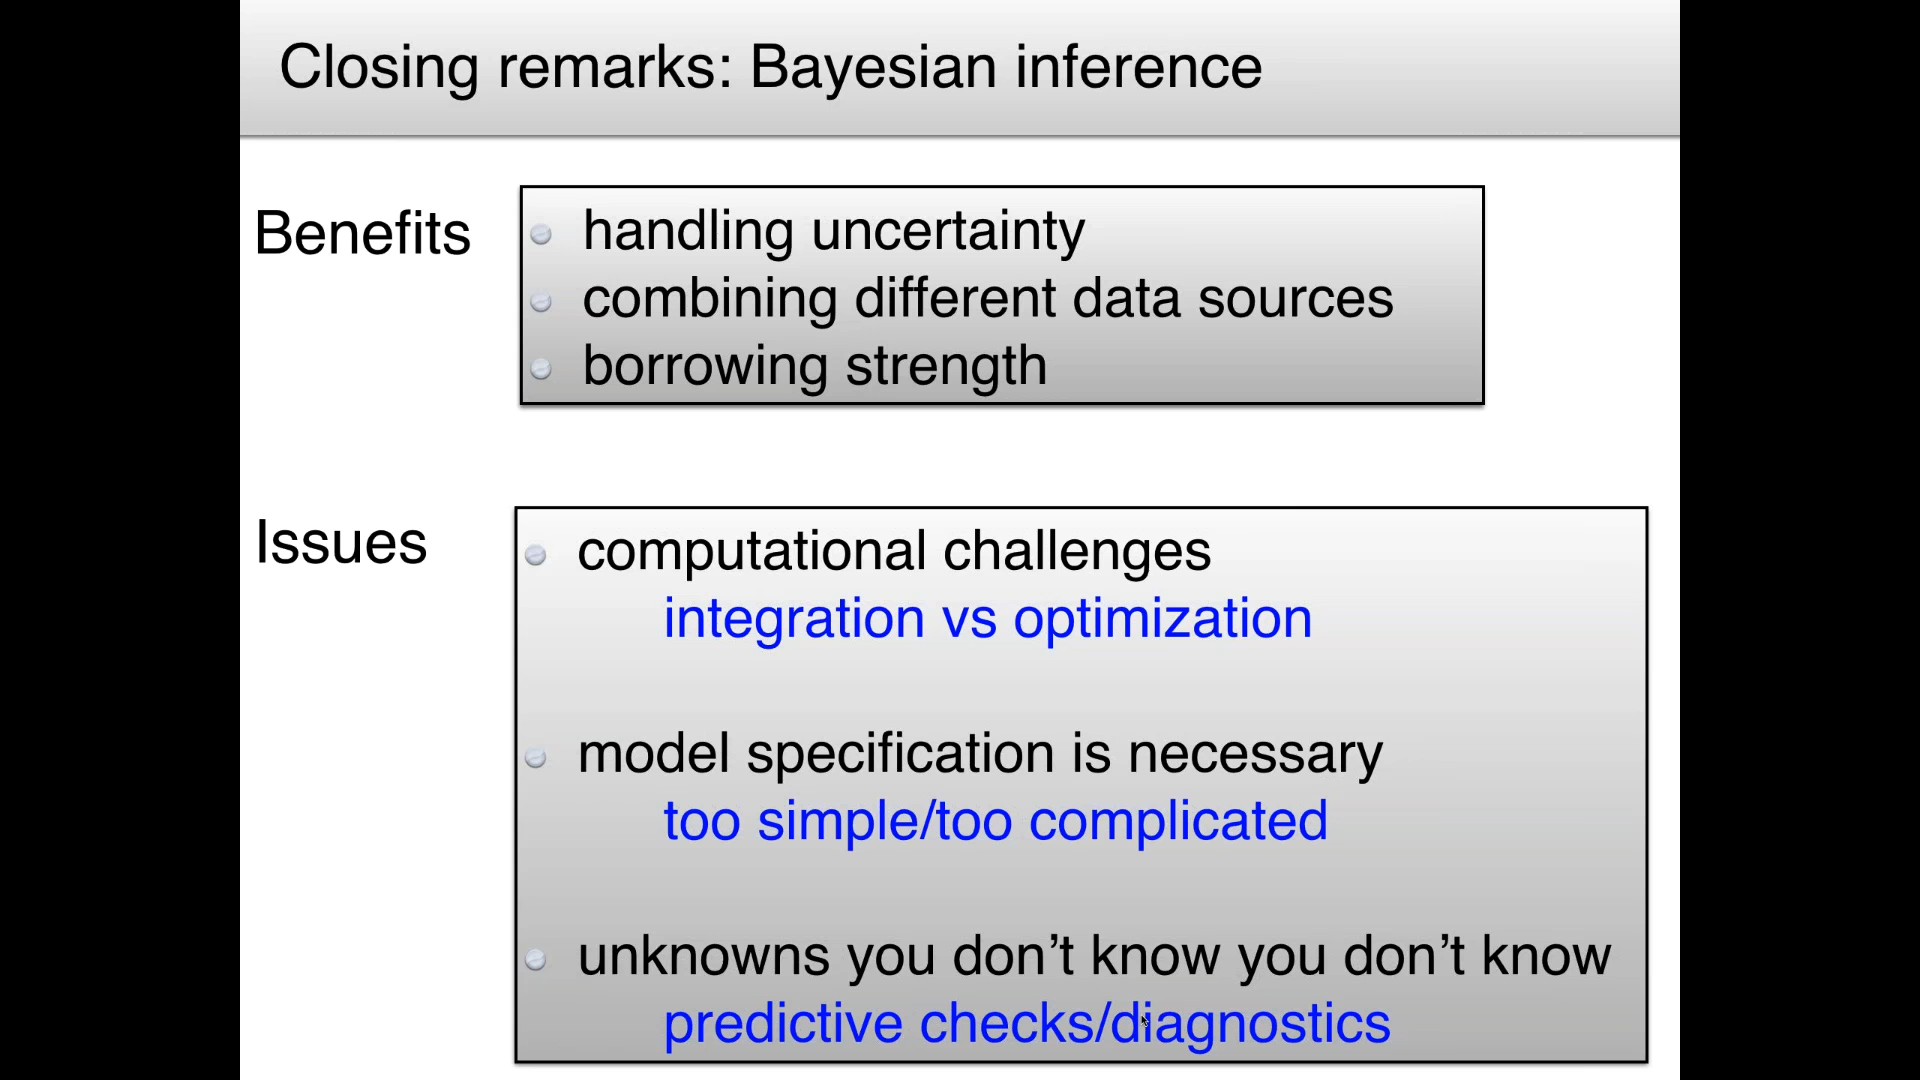 Closing remarks: Bayesian inference
Benefits
handling uncertainty
combining different data sources
borrowing strength
Issues
computational challenges
integration vs optimization
model specification is necessary
too simple/too complicated
unknowns you don’t know you don’t know
predictive checks/diagnostics